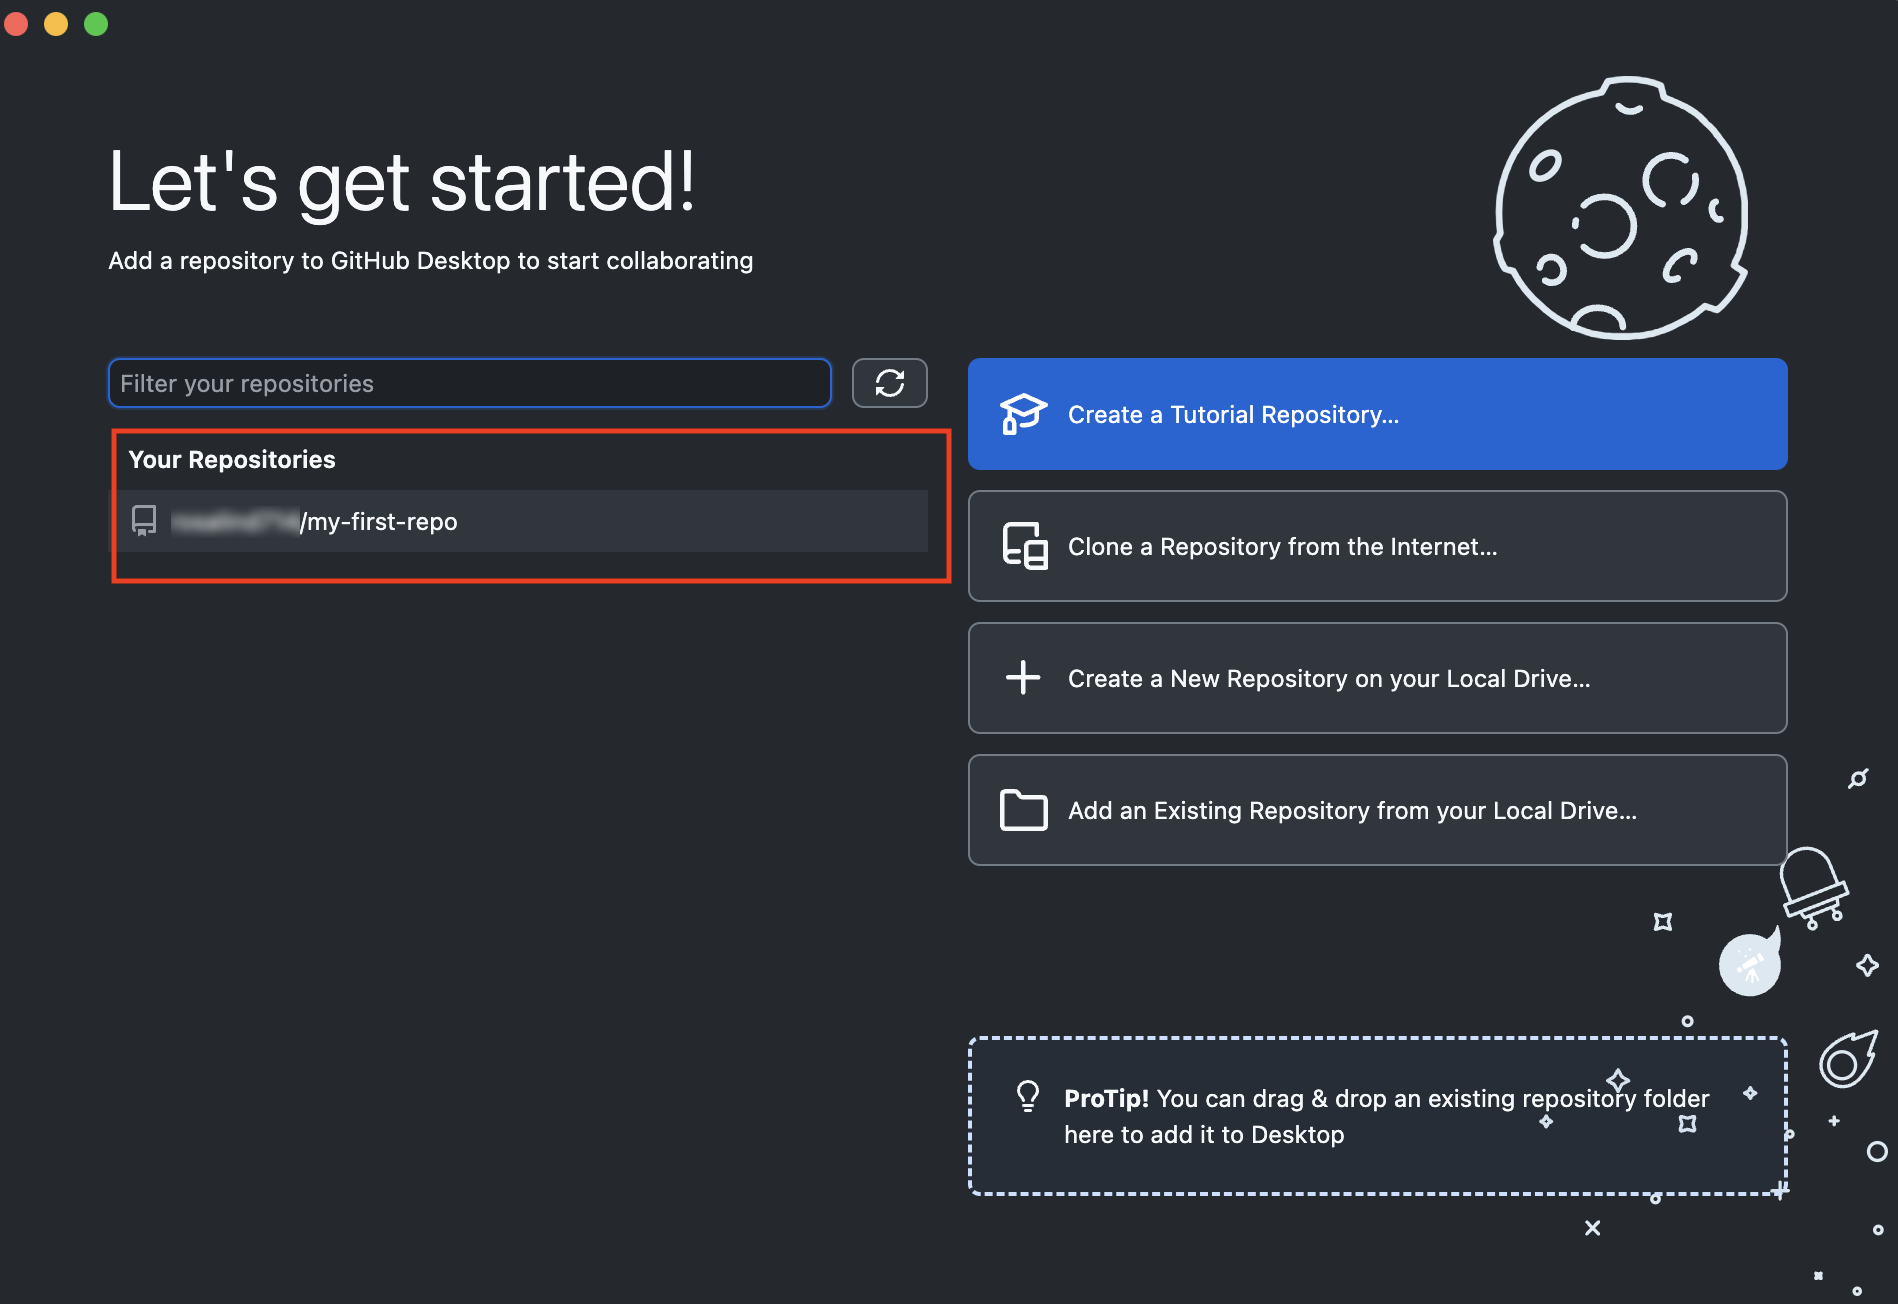 Let's get started!
Add a repository to GitHub Desktop to start collaborating
Filter your repositories
Your Repositories
/my-first-repo
Create a Tutorial Repository...
Clone a Repository from the Internet...
Create a New Repository on your Local Drive...
Add an Existing Repository from your Local Drive...
ProTip! You can drag & drop an existing repository folder
here to add it to Desktop